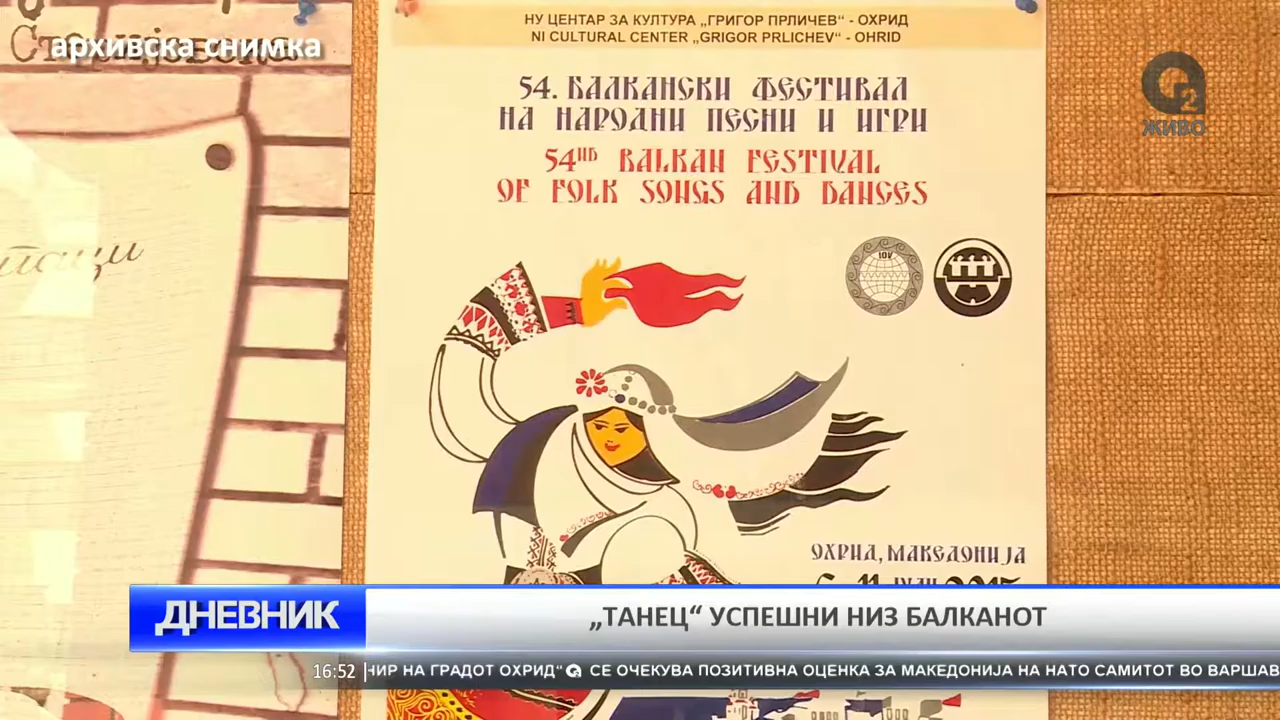 архивска снимка
НУ ЦЕНТАР ЗА КУЛТУРА „ГРИГОР ПРЛИЧЕВ“ - ОХРИД
NI CULTURAL CENTER „GRIGOR PRLICHEV“ - OHRID
54. БАЛКАНСКИ ФЕСТИВАЛ
НА НАРОДНИ ПЕСНИ И ИГРИ
54ND BALKAN FESTIVAL
OF FOLK SONGS AND DANCES
IOV
ЖИВО
ОХРИД, МАКЕДОНИЈА
ДНЕВНИК
„ТАНЕЦ“ УСПЕШНИ НИЗ БАЛКАНОТ
16:52
НА ГРАДОТ ОХРИД“ СЕ ОЧЕКУВА ПОЗИТИВНА ОЦЕНКА ЗА МАКЕДОНИЈА НА НАТО САМИТОТ ВО ВАРШАВ